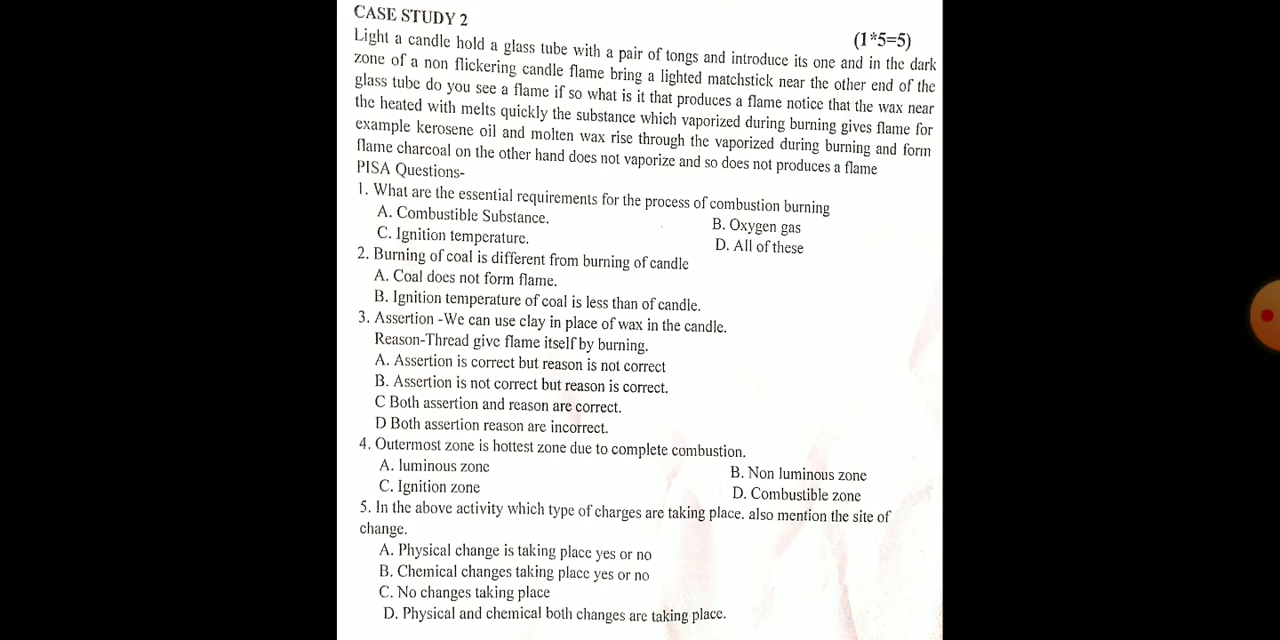 CASE STUDY 2
(1*5=5)
Light a candle hold a glass tube with a pair of tongs and introduce its one and in the dark
zone of a non flickering candle flame bring a lighted matchstick near the other end of the
glass tube do you see a flame if so what is it that produces a flame notice that the wax near
the heated with melts quickly the substance which vaporized during burning gives flame for
example kerosene oil and molten wax rise through the vaporized during burning and form
flame charcoal on the other hand does not vaporize and so does not produces a flame
PISA Questions-
1. What are the essential requirements for the process of combustion burning
A. Combustible Substance. B. Oxygen gas
C. Ignition temperature. D. All of these
2. Burning of coal is different from burning of candle
A. Coal does not form flame.
B. Ignition temperature of coal is less than of candle.
3. Assertion -We can use clay in place of wax in the candle.
Reason-Thread give flame itself by burning.
A. Assertion is correct but reason is not correct
B. Assertion is not correct but reason is correct.
C Both assertion and reason are correct.
D Both assertion reason are incorrect.
4. Outermost zone is hottest zone due to complete combustion.
A. luminous zone B. Non luminous zone
C. Ignition zone D. Combustible zone
5. In the above activity which type of charges are taking place. also mention the site of
change.
A. Physical change is taking place yes or no
B. Chemical changes taking place yes or no
C. No changes taking place
D. Physical and chemical both changes are taking place.